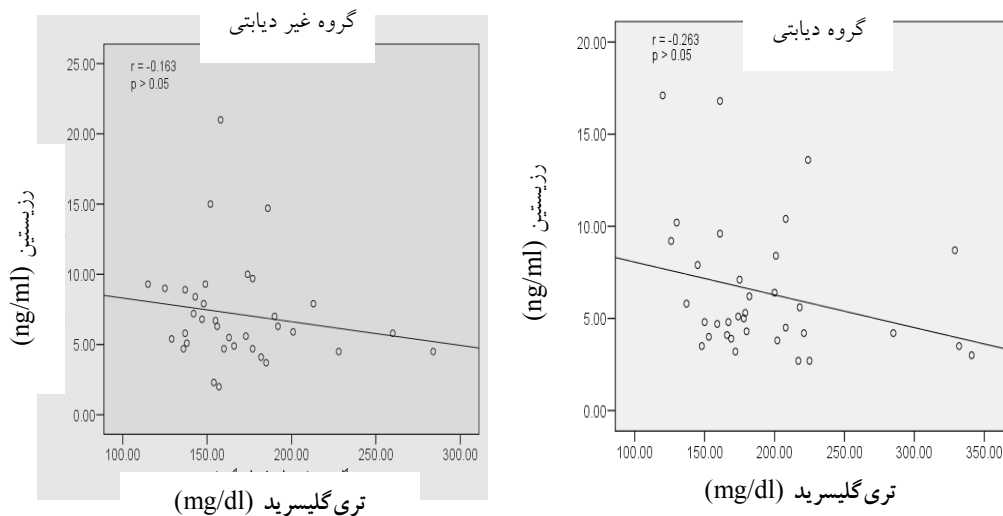 گروه غیر دیابتی
r = -0.163
p > 0.05
25.00
20.00
15.00
10.00
5.00
0.00
رزیستین (ng/ml)
100.00 150.00 200.00 250.00 300.00
تری گلیسرید (mg/dl)
گروه دیابتی
r = -0.263
p > 0.05
20.00
15.00
10.00
5.00
0.00
رزیستین (ng/ml)
100.00 150.00 200.00 250.00 300.00 350.00
تری گلیسرید (mg/dl)